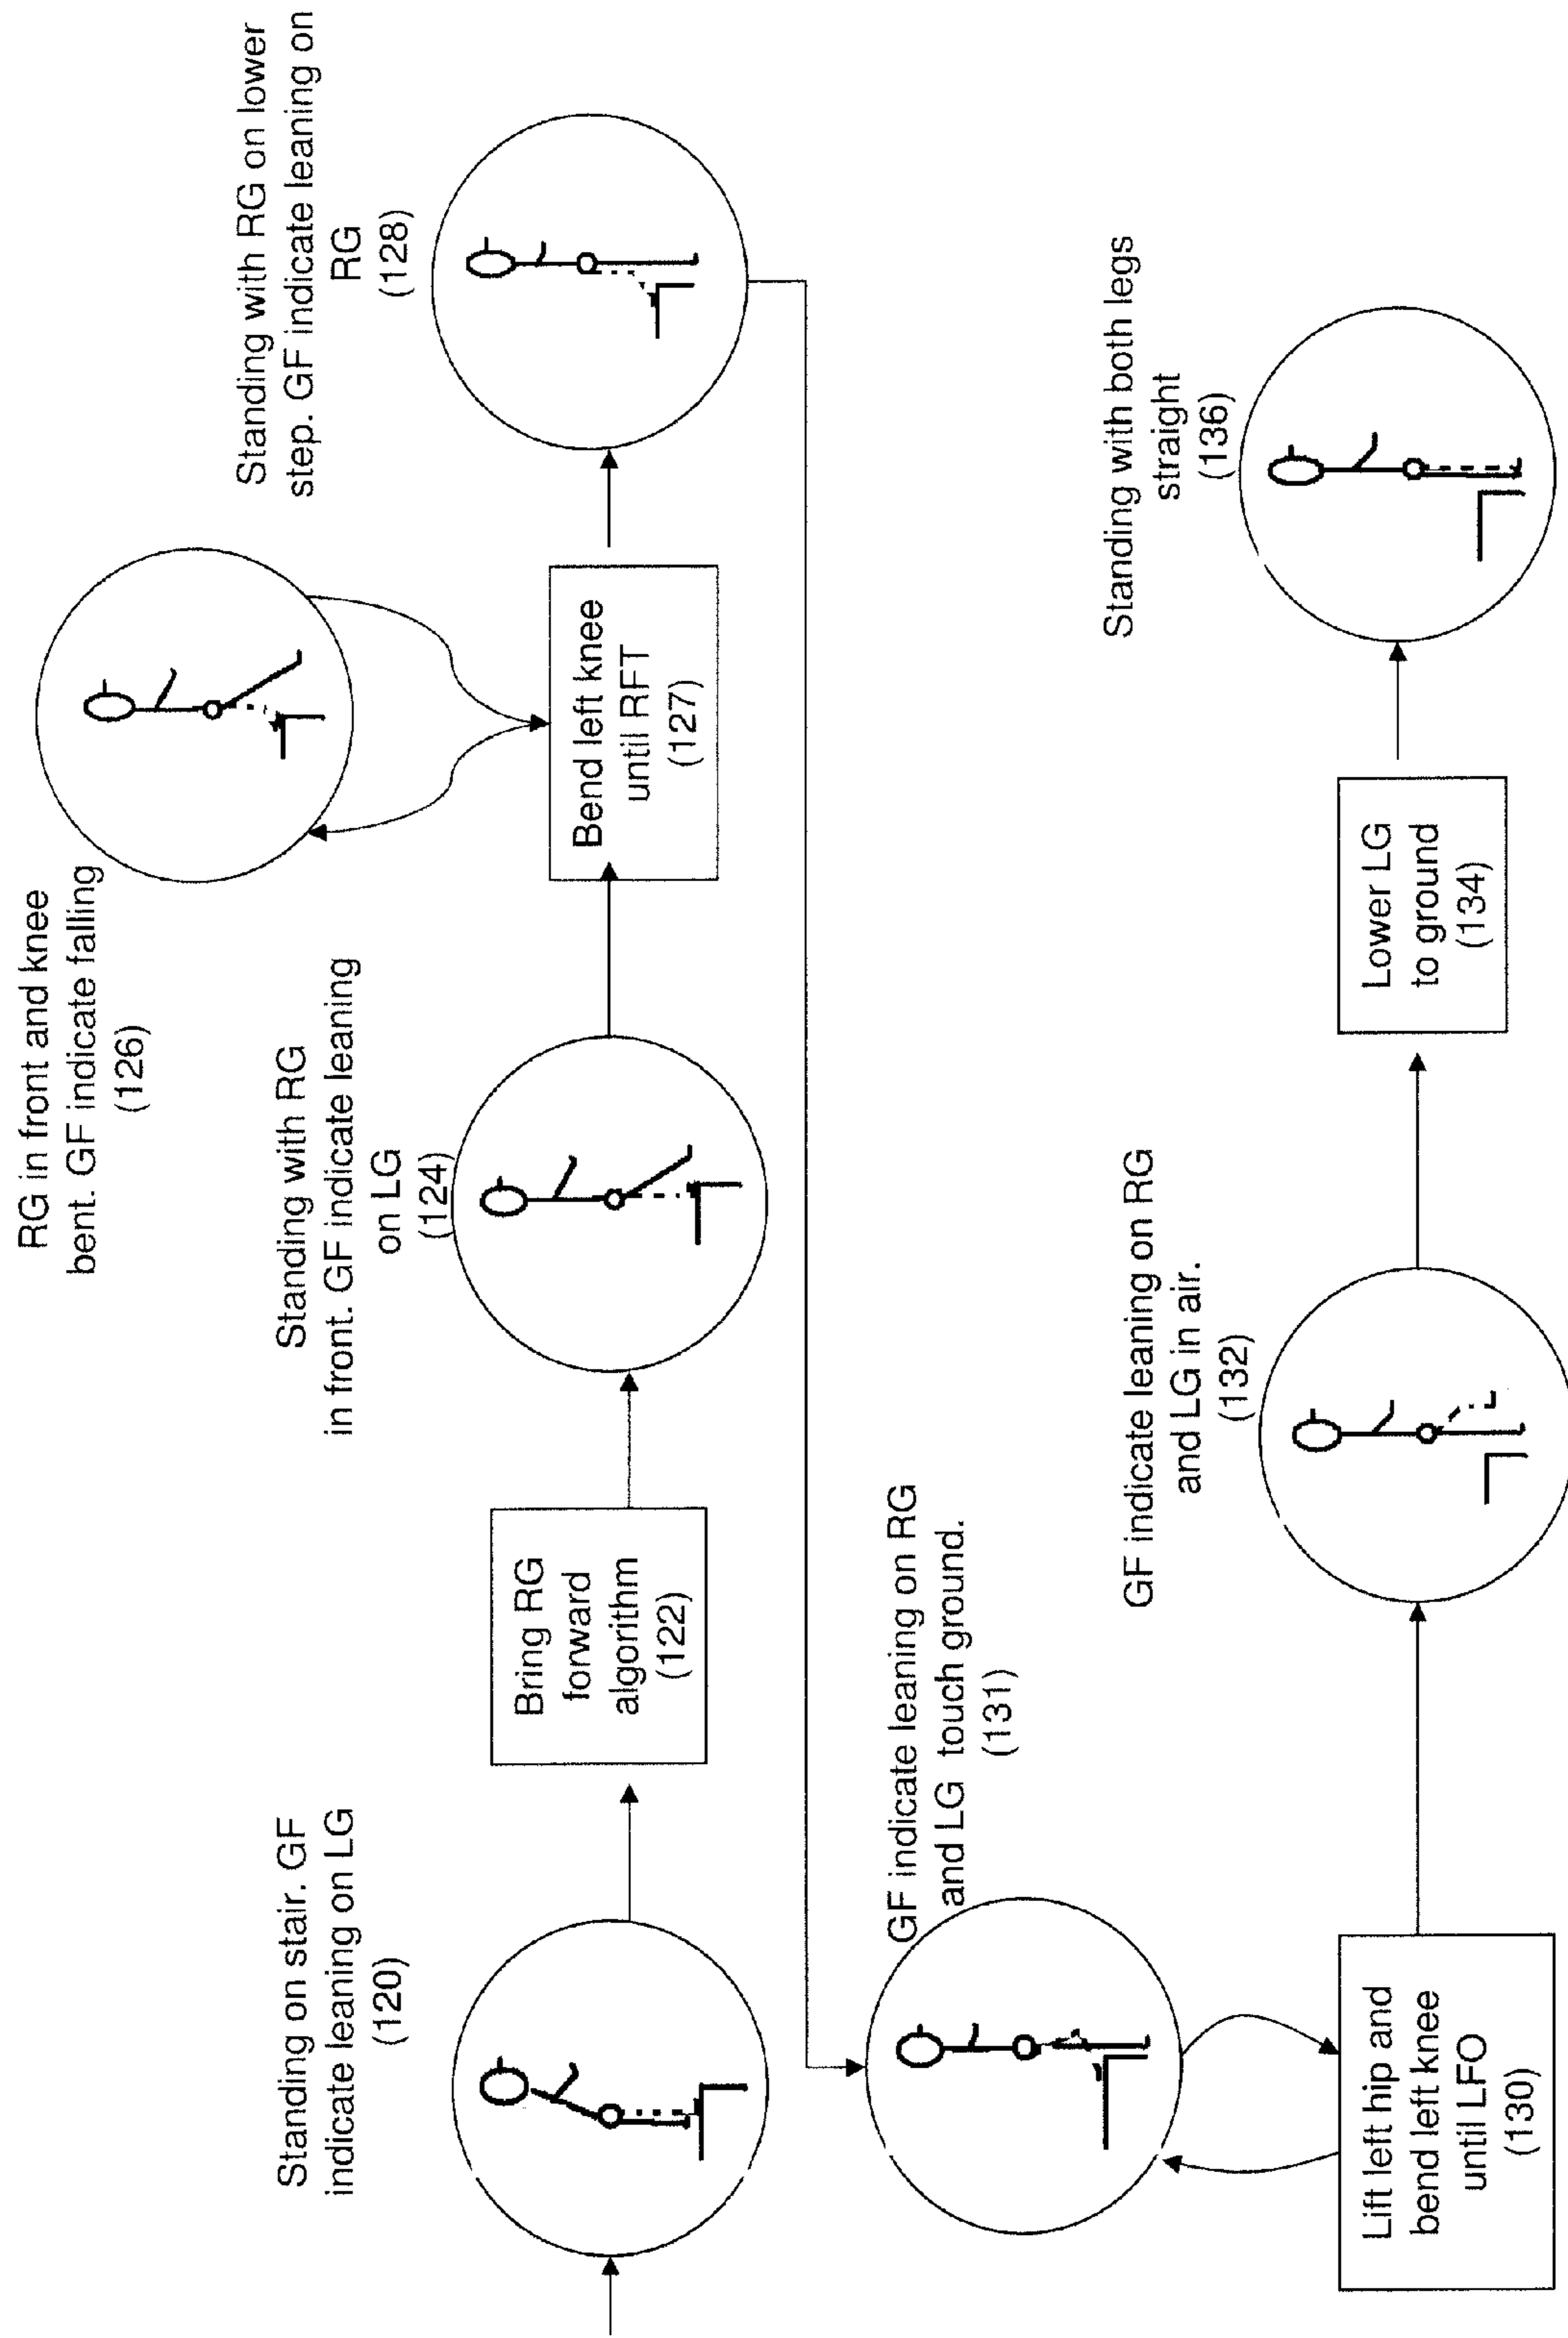 Standing on stair. GF
indicate leaning on LG
(120)
Bring RG
forward
algorithm
(122)
Standing with RG
in front. GF indicate leaning
on LG
(124)
RG in front and knee
bent. GF indicate falling
(126)
Bend left knee
until RFT
(127)
Standing with RG on lower
step. GF indicate leaning on
RG
(128)
GF indicate leaning on RG
and LG touch ground.
(131)
Lift left hip and
bend left knee
until LFO
(130)
GF indicate leaning on RG
and LG in air.
(132)
Lower LG
to ground
(134)
Standing with both legs
straight
(136)